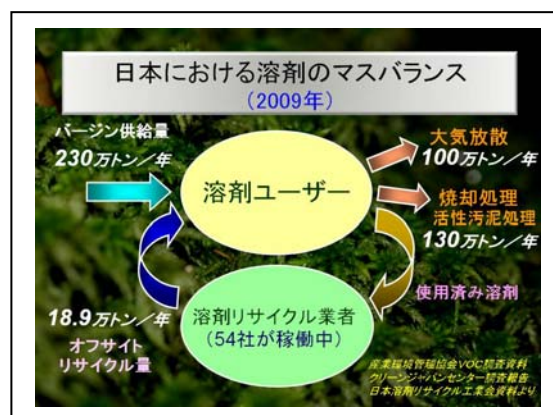 日本における溶剤のマスバランス
（2009年）
バージン供給量
230万トン／年
溶剤ユーザー
大気放散
100万トン／年
焼却処理
活性汚泥処理
130万トン／年
使用済み溶剤
18.9万トン／年
オフサイト
リサイクル量
溶剤リサイクル業者
（54社が稼働中）
産業環境管理協会VOC調査資料
クリーンジャパンセンター調査報告
日本溶剤リサイクル工業会資料より